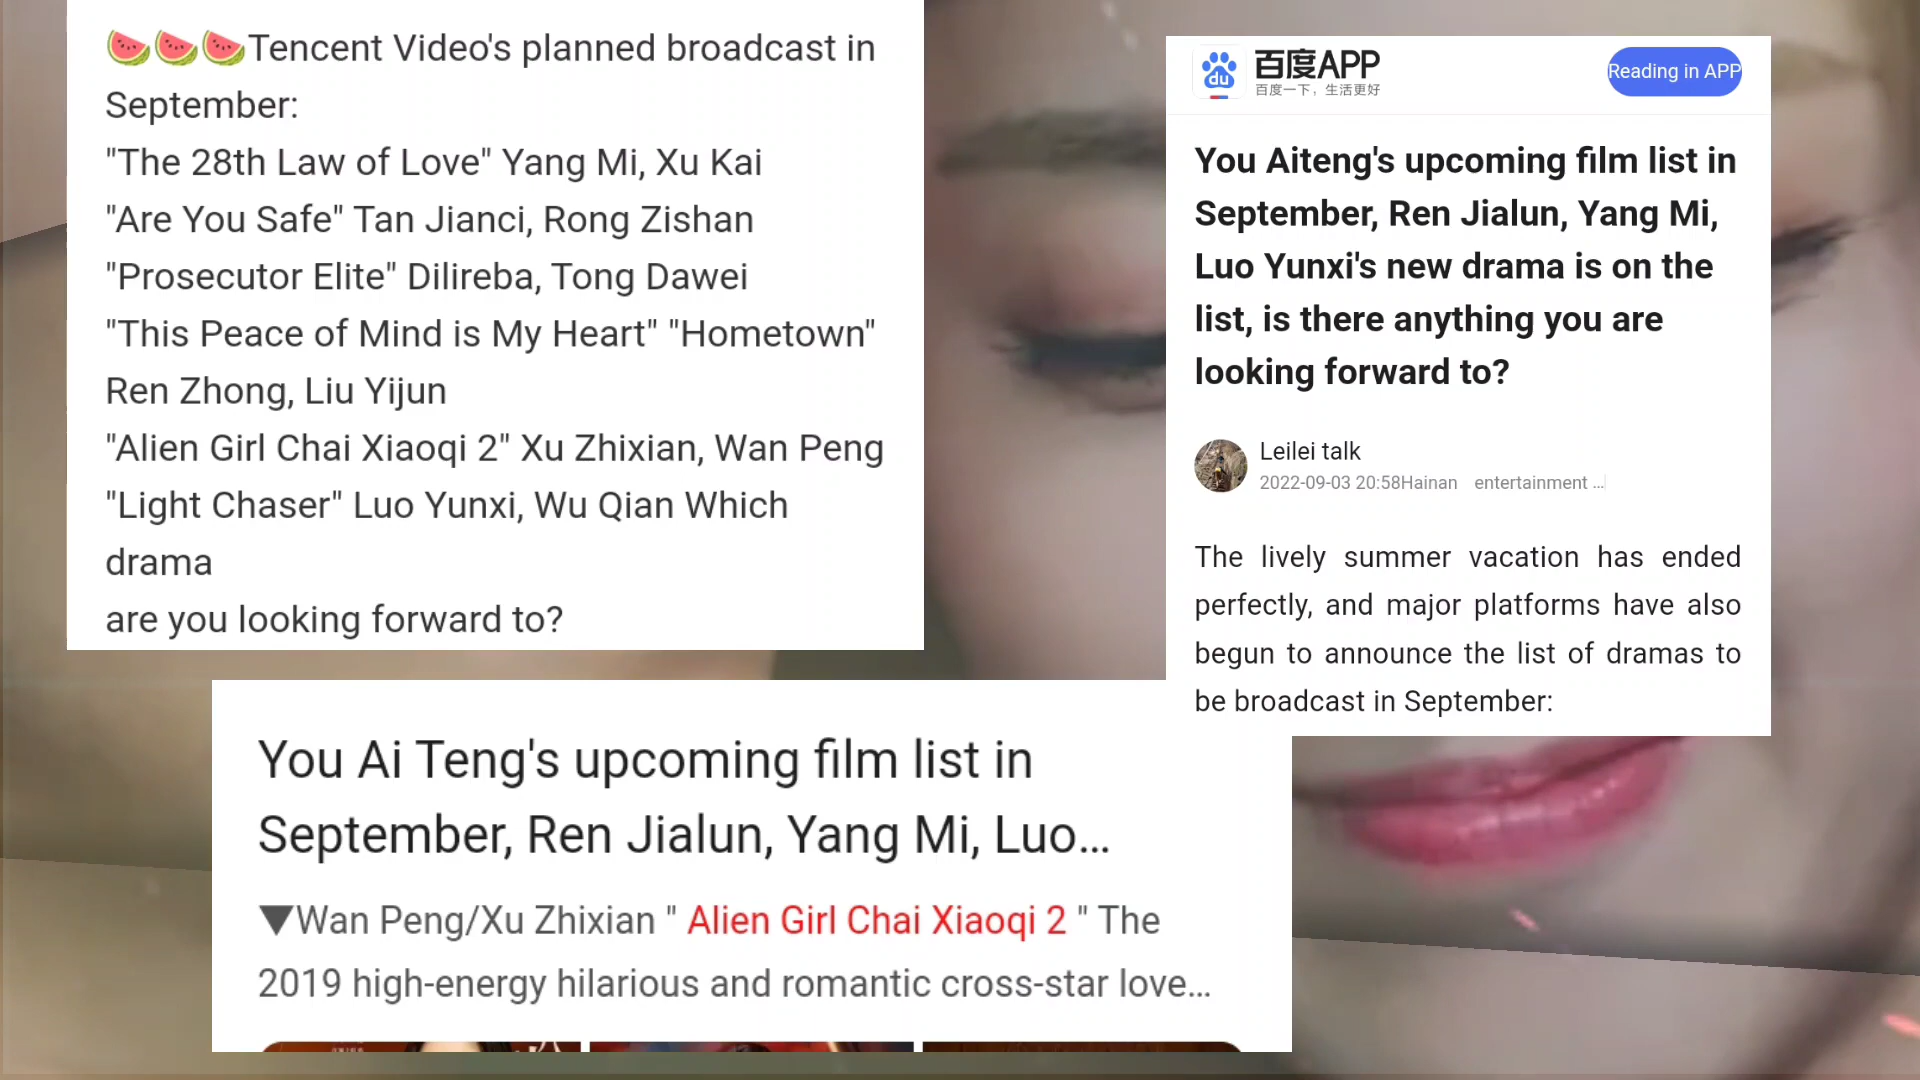 🍉🍉🍉Tencent Video's planned broadcast in
September:
"The 28th Law of Love" Yang Mi, Xu Kai
"Are You Safe" Tan Jianci, Rong Zishan
"Prosecutor Elite" Dilireba, Tong Dawei
"This Peace of Mind is My Heart" "Hometown"
Ren Zhong, Liu Yijun
"Alien Girl Chai Xiaoqi 2" Xu Zhixian, Wan Peng
"Light Chaser" Luo Yunxi, Wu Qian Which
drama
are you looking forward to?
du 百度APP
百度一下，生活更好
Reading in APP
You Aiteng's upcoming film list in
September, Ren Jialun, Yang Mi,
Luo Yunxi's new drama is on the
list, is there anything you are
looking forward to?
Leilei talk
2022-09-03 20:58Hainan entertainment ...
The lively summer vacation has ended
perfectly, and major platforms have also
begun to announce the list of dramas to
be broadcast in September:
You Ai Teng's upcoming film list in
September, Ren Jialun, Yang Mi, Luo...
▼Wan Peng/Xu Zhixian " Alien Girl Chai Xiaoqi 2 " The
2019 high-energy hilarious and romantic cross-star love...